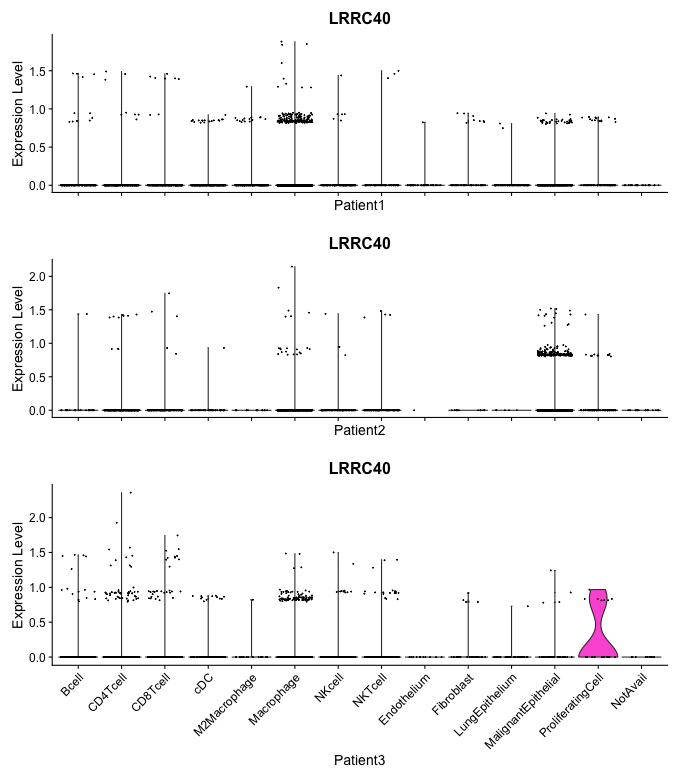 LRRC40
Expression Level
1.5
1.0
0.5
0.0
Patient1
LRRC40
Expression Level
2.0
1.5
1.0
0.5
0.0
Patient2
LRRC40
Expression Level
2.0
1.5
1.0
0.5
0.0
Bcell
CD4Tcell
CD8Tcell
cDC
M2Macrophage
Macrophage
NKcell
NKTcell
Endothelium
Fibroblast
LungEpithelium
MalignantEpithelial
ProliferatingCell
NotAvail
Patient3